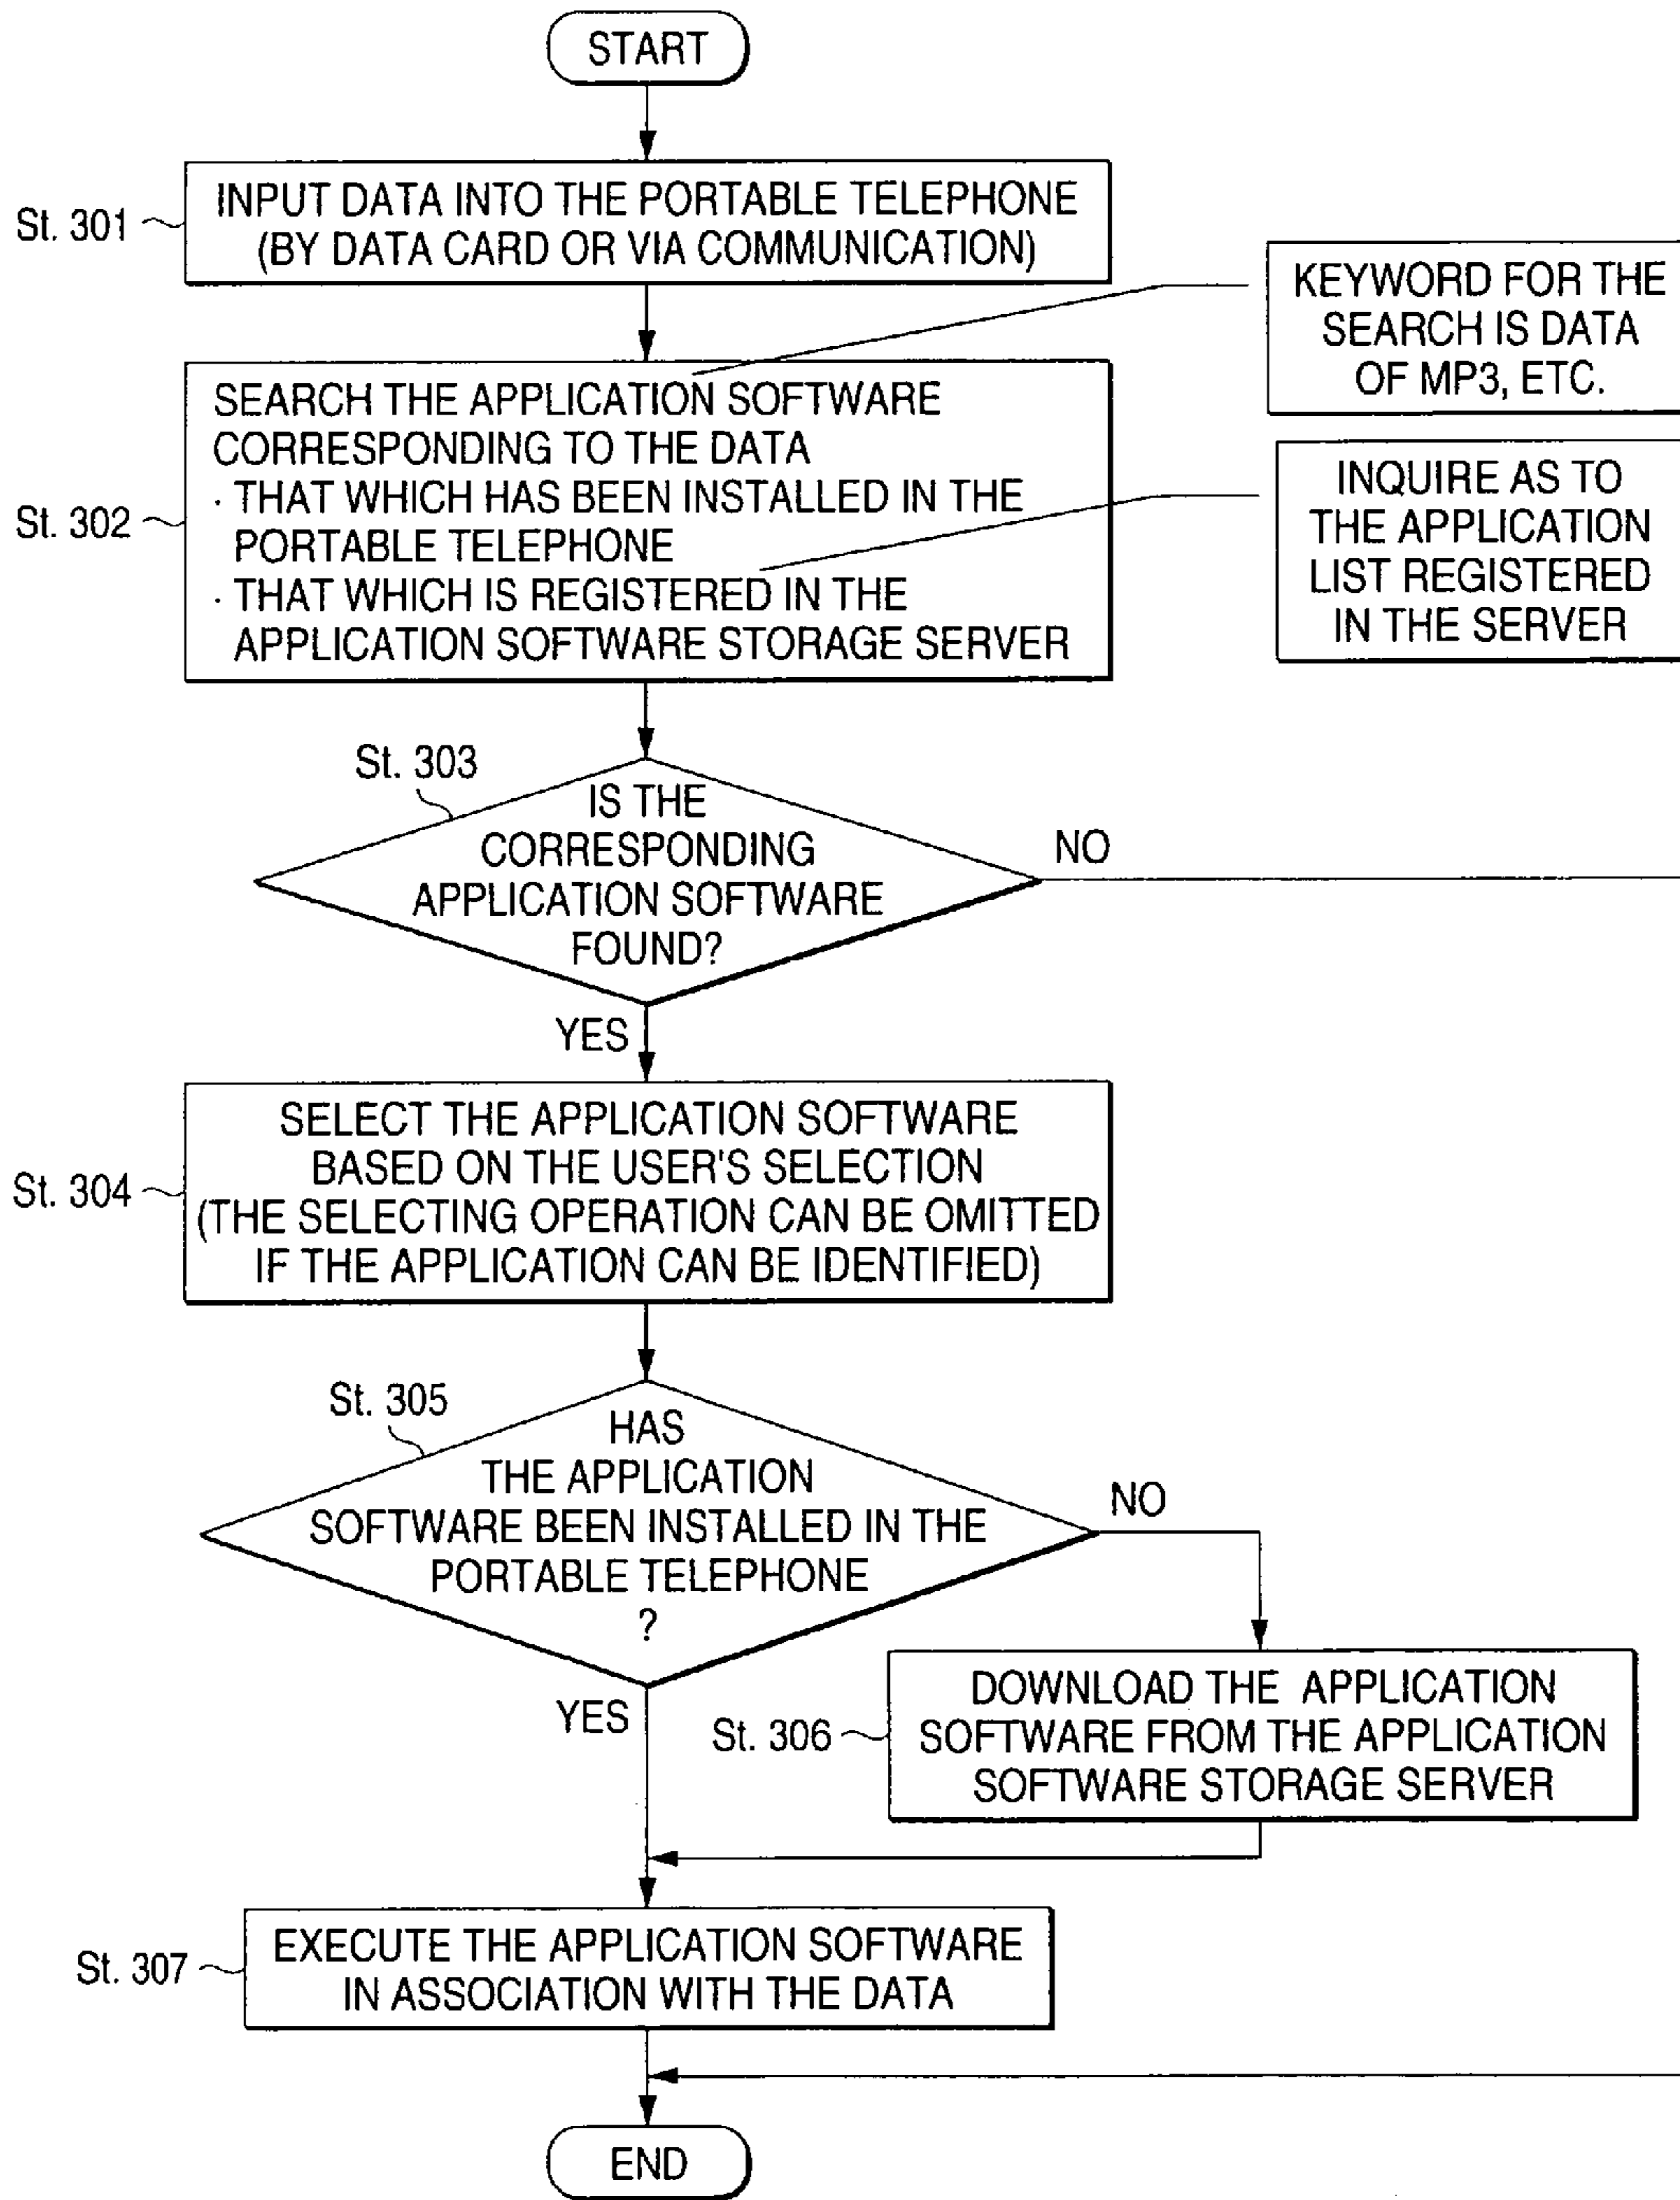 START
St. 301
INPUT DATA INTO THE PORTABLE TELEPHONE
(BY DATA CARD OR VIA COMMUNICATION)
KEYWORD FOR THE
SEARCH IS DATA
OF MP3, ETC.
St. 302
SEARCH THE APPLICATION SOFTWARE
CORRESPONDING TO THE DATA
· THAT WHICH HAS BEEN INSTALLED IN THE
PORTABLE TELEPHONE
· THAT WHICH IS REGISTERED IN THE
APPLICATION SOFTWARE STORAGE SERVER
INQUIRE AS TO
THE APPLICATION
LIST REGISTERED
IN THE SERVER
St. 303
IS THE
CORRESPONDING
APPLICATION SOFTWARE
FOUND?
NO
YES
St. 304
SELECT THE APPLICATION SOFTWARE
BASED ON THE USER'S SELECTION
(THE SELECTING OPERATION CAN BE OMITTED
IF THE APPLICATION CAN BE IDENTIFIED)
St. 305
HAS
THE APPLICATION
SOFTWARE BEEN INSTALLED IN THE
PORTABLE TELEPHONE
?
NO
YES
St. 306
DOWNLOAD THE APPLICATION
SOFTWARE FROM THE APPLICATION
SOFTWARE STORAGE SERVER
St. 307
EXECUTE THE APPLICATION SOFTWARE
IN ASSOCIATION WITH THE DATA
END